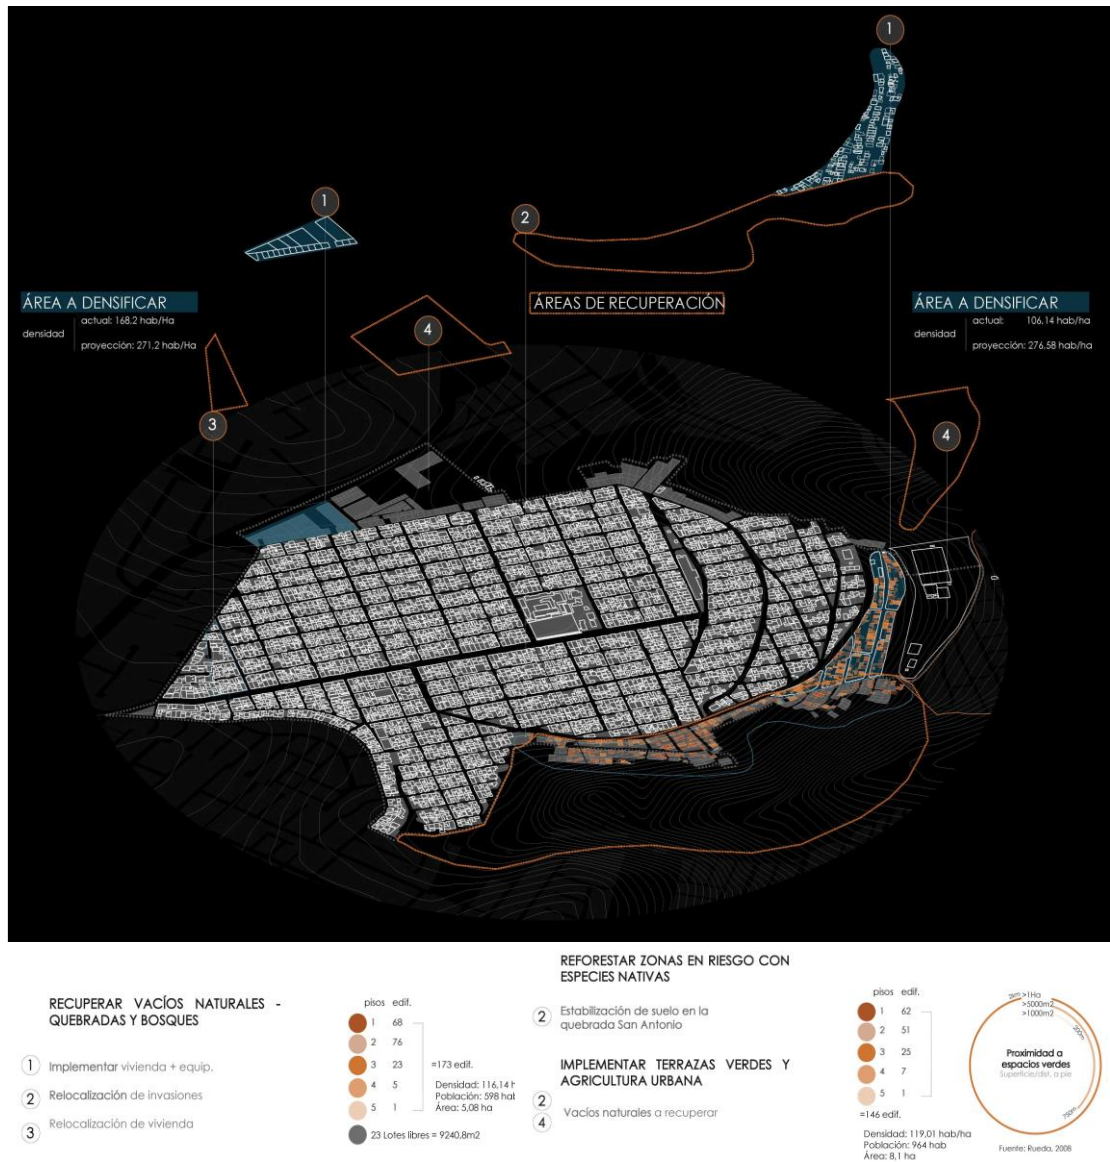 1
1
2
ÁREA A DENSIFICAR
actual: 168.2 hab/Ha
densidad
proyección: 271.2 hab/Ha
ÁREAS DE RECUPERACIÓN
ÁREA A DENSIFICAR
actual: 106.14 hab/ha
densidad
proyección: 276.58 hab/ha
4
3
4
RECUPERAR VACÍOS NATURALES -
QUEBRADAS Y BOSQUES
1 Implementar vivienda + equip.
2 Relocalización de invasiones
3 Relocalización de vivienda
pisos edif.
1 68
2 76
3 23
4 5
5 1
=173 edif.
Densidad: 116,14 h
Población: 598 hab
Área: 5,08 ha
23 Lotes libres = 9240,8m2
REFORESTAR ZONAS EN RIESGO CON
ESPECIES NATIVAS
2 Estabilización de suelo en la
quebrada San Antonio
IMPLEMENTAR TERRAZAS VERDES Y
AGRICULTURA URBANA
2
4
Vacíos naturales a recuperar
pisos edif.
1 62
2 51
3 25
4 7
5 1
=146 edif.
Densidad: 119,01 hab/ha
Población: 964 hab
Área: 8,1 ha
2km >1Ha
>5000m2
>1000m2
200m
Proximidad a
espacios verdes
Superficie/dist. a pie
750m
Fuente: Rueda, 2008